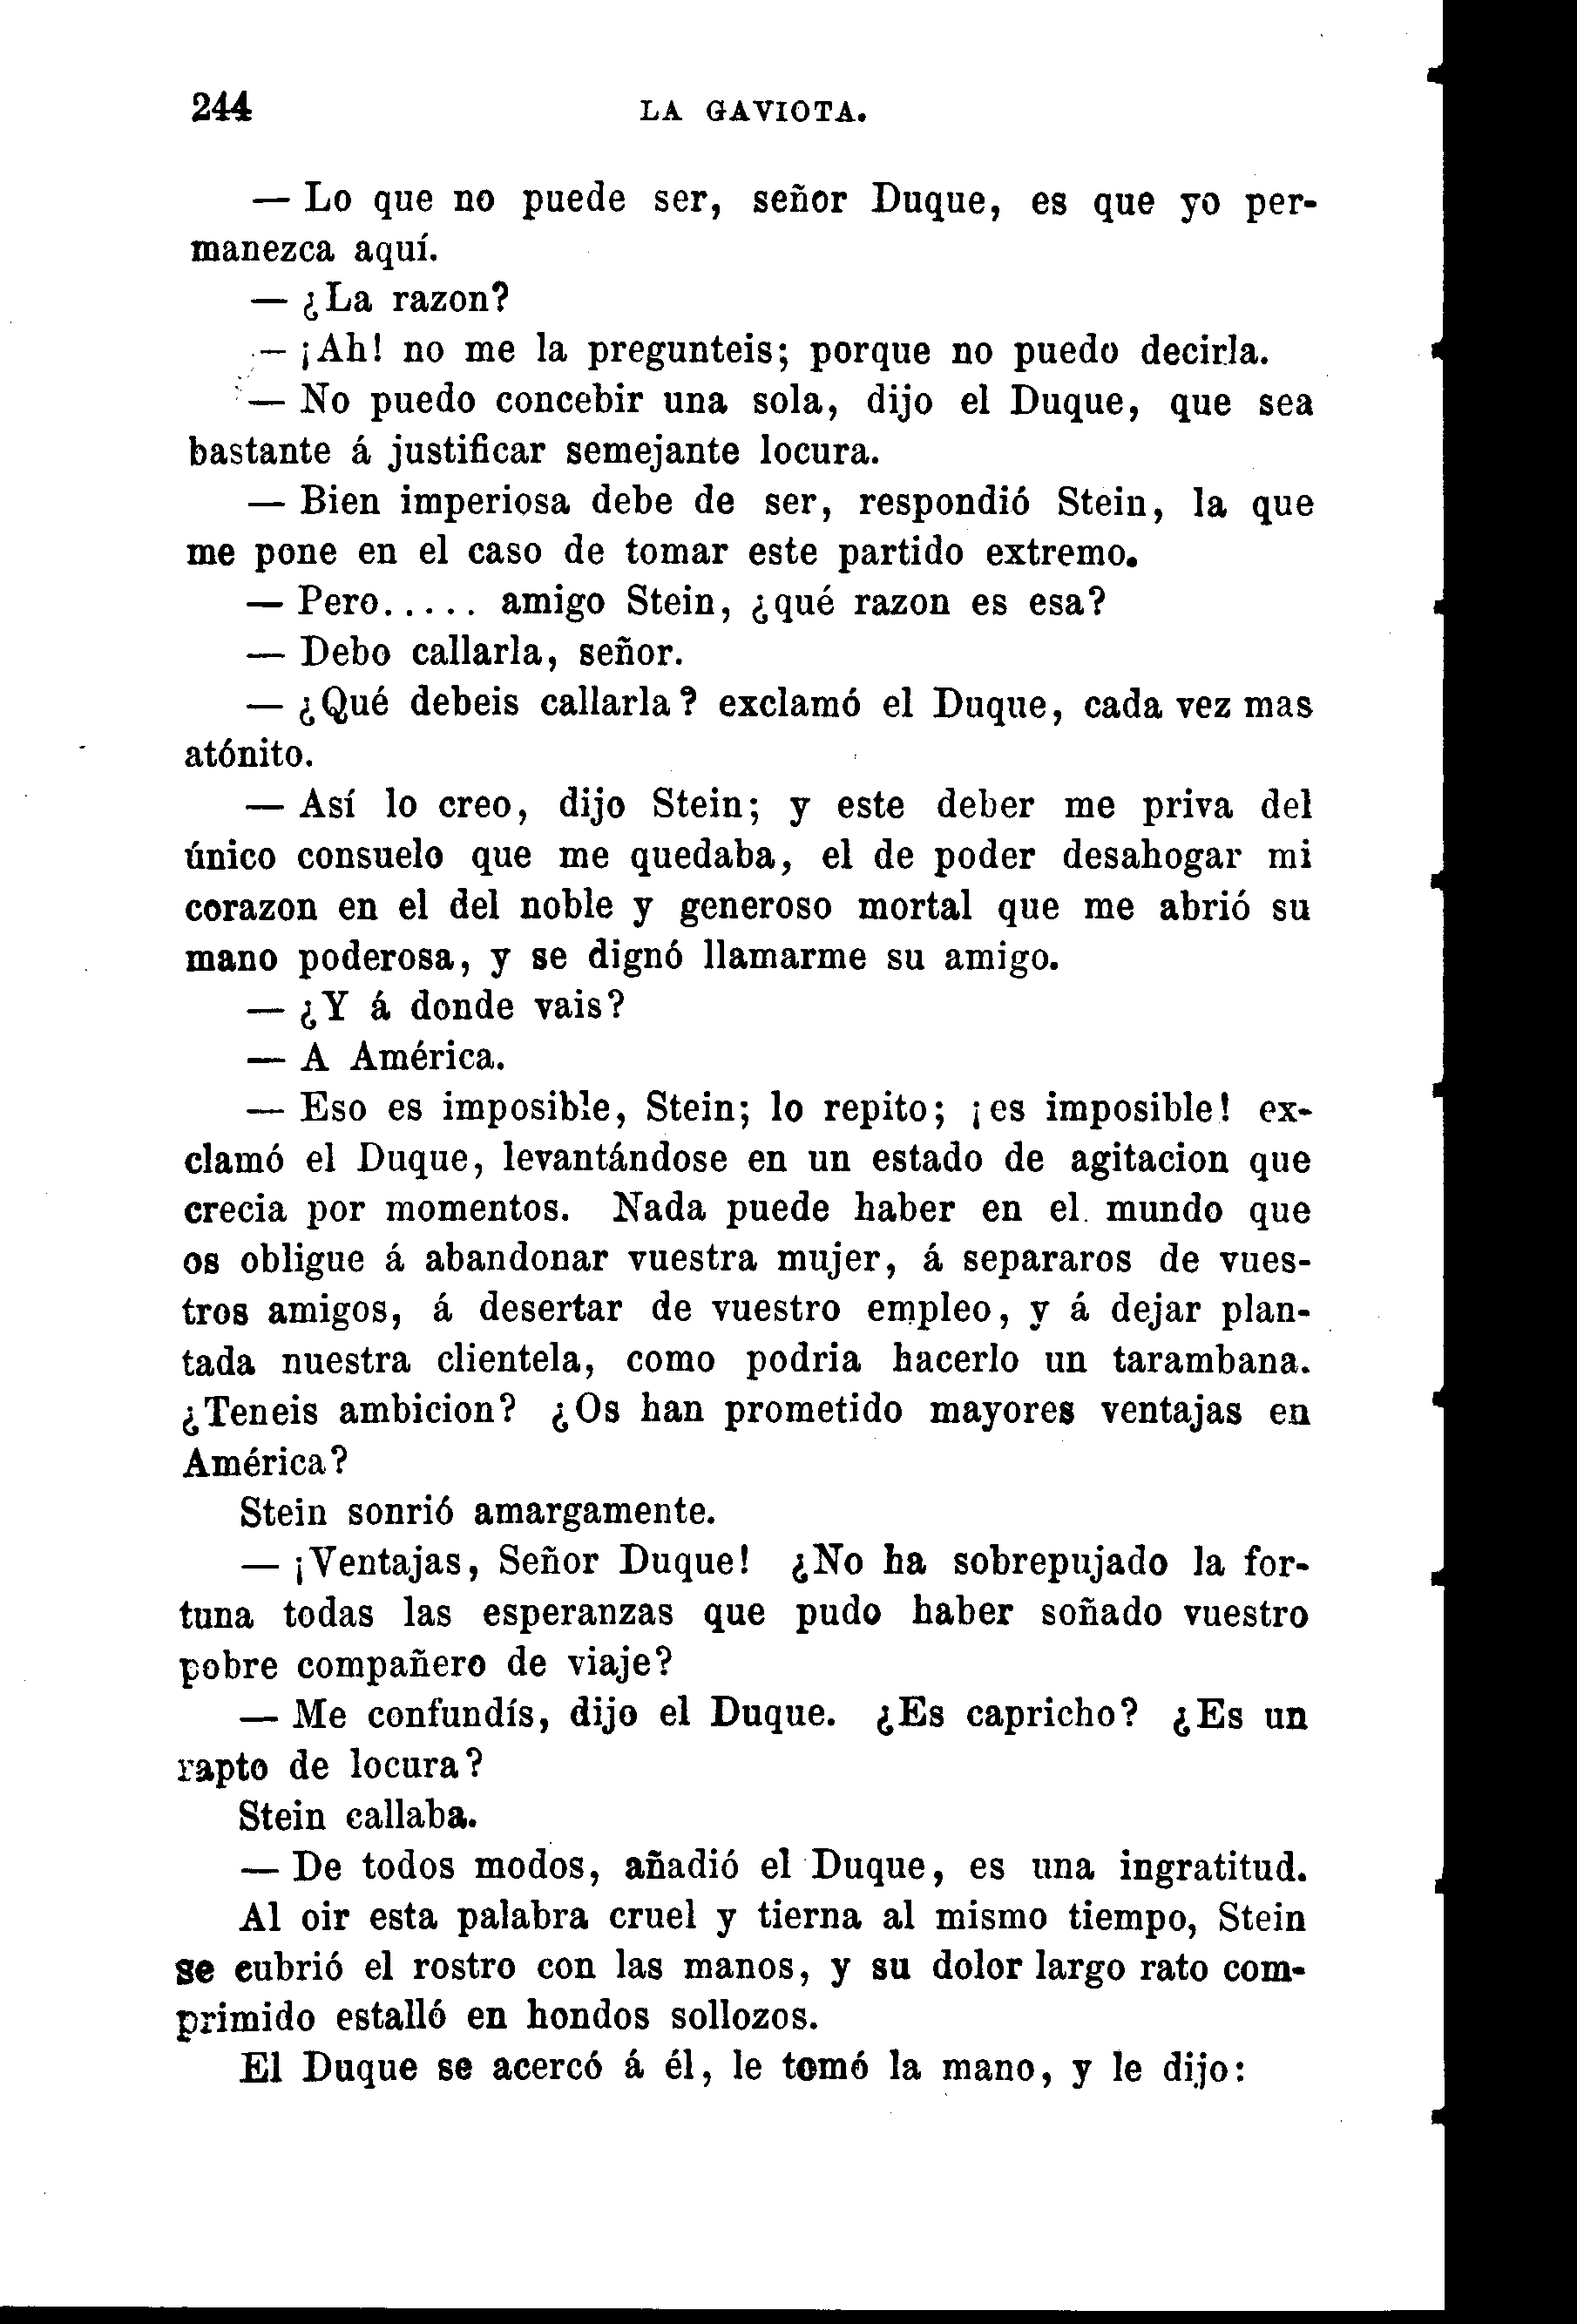 244 LA GAVIOTA.
— Lo que no puede ser, señor Duque, es que yo per-
manezca aquí.
— ¿La razon?
— ¡Ah! no me la pregunteis; porque no puedo decirla.
— No puedo concebir una sola, dijo el Duque, que sea
bastante á justificar semejante locura.
— Bien imperiosa debe de ser, respondió Stein, la que
me pone en el caso de tomar este partido extremo.
— Pero..... amigo Stein, ¿qué razon es esa?
— Debo callarla, señor.
— ¿Qué debeis callarla? exclamó el Duque, cada vez mas
atónito.
— Así lo creo, dijo Stein; y este deber me priva del
único consuelo que me quedaba, el de poder desahogar mi
corazon en el del noble y generoso mortal que me abrió su
mano poderosa, y se dignó llamarme su amigo.
— ¿Y á donde vais?
— A América.
— Eso es imposible, Stein; lo repito; ¡es imposible! ex-
clamó el Duque, levantándose en un estado de agitacion que
crecia por momentos. Nada puede haber en el mundo que
os obligue á abandonar vuestra mujer, á separaros de vues-
tros amigos, á desertar de vuestro empleo, y á dejar plan-
tada nuestra clientela, como podria hacerlo un tarambana.
¿Teneis ambicion? ¿Os han prometido mayores ventajas en
América?
Stein sonrió amargamente.
— ¡Ventajas, Señor Duque! ¿No ha sobrepujado la for-
tuna todas las esperanzas que pudo haber soñado vuestro
pobre compañero de viaje?
— Me confundís, dijo el Duque. ¿Es capricho? ¿Es un
rapto de locura?
Stein callaba.
— De todos modos, añadió el Duque, es una ingratitud.
Al oir esta palabra cruel y tierna al mismo tiempo, Stein
se cubrió el rostro con las manos, y su dolor largo rato com-
primido estalló en hondos sollozos.
El Duque se acercó á él, le tomó la mano, y le dijo: